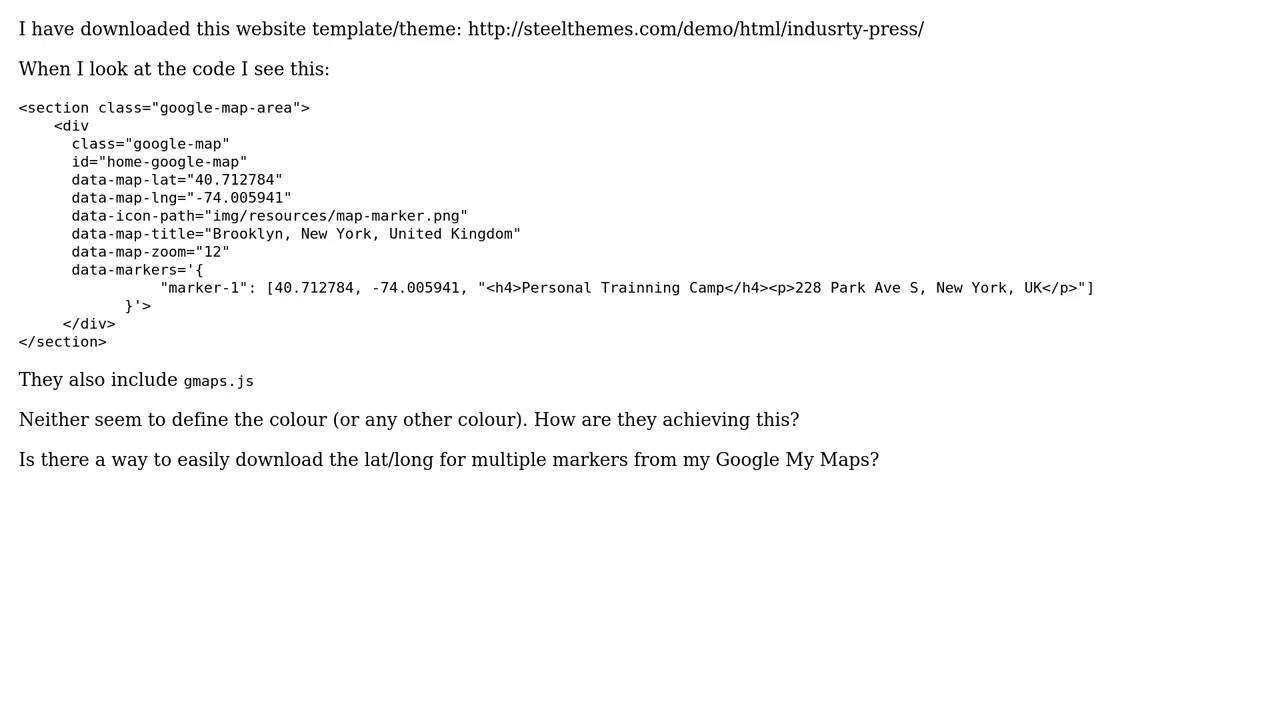 I have downloaded this website template/theme: http://steelthemes.com/demo/html/indusrty-press/
When I look at the code I see this:
<section class="google-map-area">
    <div
      class="google-map"
      id="home-google-map"
      data-map-lat="40.712784"
      data-map-lng="-74.005941"
      data-icon-path="img/resources/map-marker.png"
      data-map-title="Brooklyn, New York, United Kingdom"
      data-map-zoom="12"
      data-markers='{
                "marker-1": [40.712784, -74.005941, "<h4>Personal Trainning Camp</h4><p>228 Park Ave S, New York, UK</p>"]
            }'>
     </div>
</section>
They also include gmaps.js
Neither seem to define the colour (or any other colour). How are they achieving this?
Is there a way to easily download the lat/long for multiple markers from my Google My Maps?